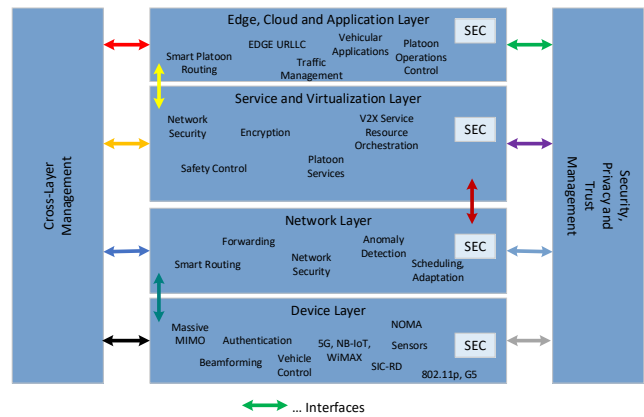 Edge, Cloud and Application Layer
SEC
EDGE URLLC
Vehicular
Applications
Platoon
Operations
Control
Smart Platoon
Routing
Traffic
Management
Service and Virtualization Layer
SEC
Network
Security
Encryption
V2X Service
Resource
Orchestration
Safety Control
Platoon
Services
Cross-Layer
Management
Security,
Privacy and
Trust
Management
Network Layer
SEC
Forwarding
Anomaly
Detection
Smart Routing
Network
Security
Scheduling,
Adaptation
Device Layer
SEC
Massive
MIMO
Authentication
5G, NB-IoT,
WiMAX
NOMA
Sensors
Beamforming
Vehicle
Control
SIC-RD
802.11p, G5
... Interfaces